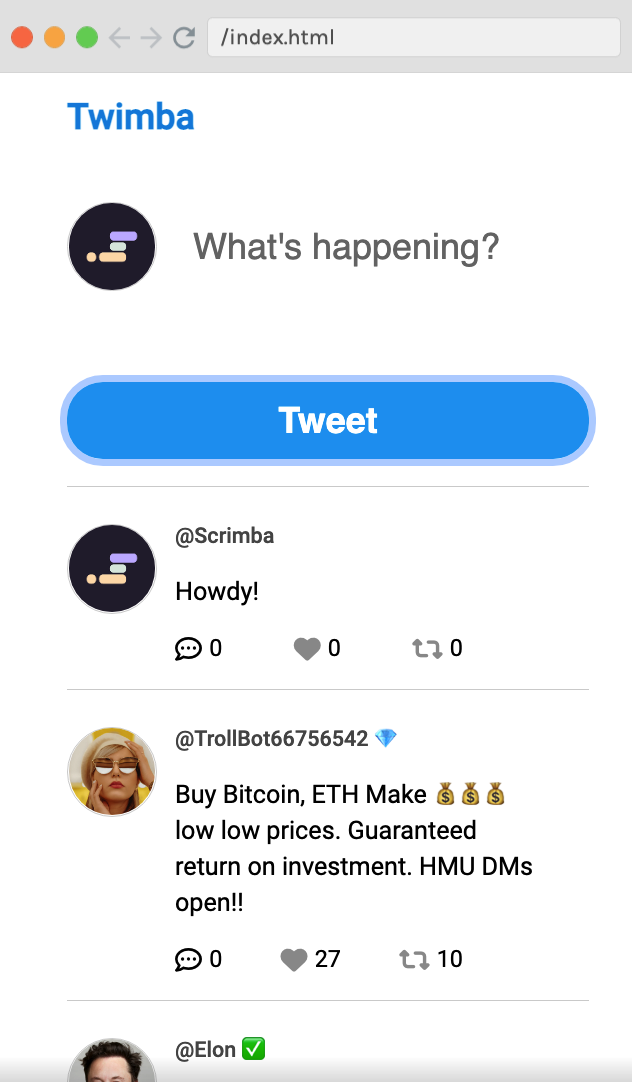 /index.html
Twimba
What's happening?
Tweet
@Scrimba
Howdy!
0 0 0
@TrollBot66756542 💎
Buy Bitcoin, ETH Make 💰💰💰
low low prices. Guaranteed
return on investment. HMU DMs
open!!
0 27 10
@Elon ✅